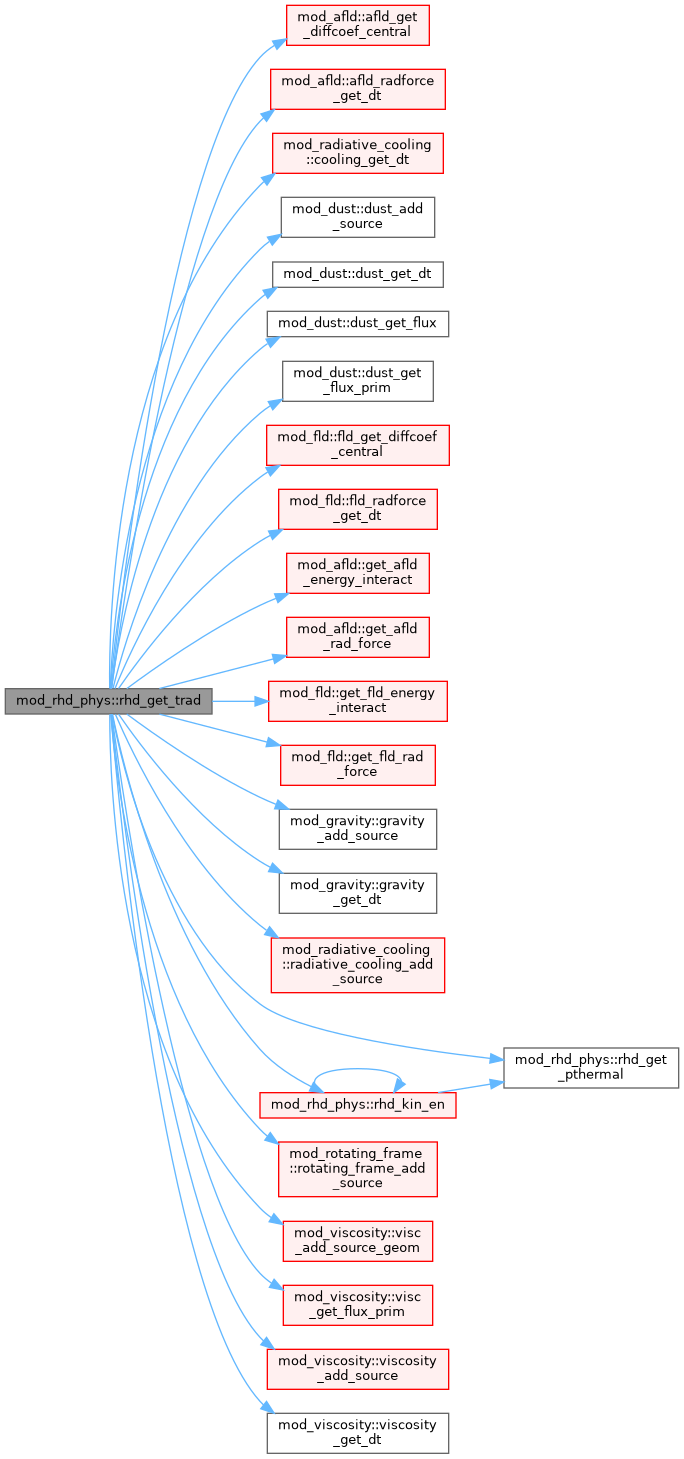 mod_afld::afld_get
_diffcoef_central
mod_afld::afld_radforce
_get_dt
mod_radiative_cooling
::cooling_get_dt
mod_dust::dust_add
_source
mod_dust::dust_get_dt
mod_dust::dust_get_flux
mod_dust::dust_get
_flux_prim
mod_fld::fld_get_diffcoef
_central
mod_fld::fld_radforce
_get_dt
mod_afld::get_afld
_energy_interact
mod_afld::get_afld
_rad_force
mod_rhd_phys::rhd_get_trad
mod_fld::get_fld_energy
_interact
mod_fld::get_fld_rad
_force
mod_gravity::gravity
_add_source
mod_gravity::gravity
_get_dt
mod_radiative_cooling
::radiative_cooling_add
_source
mod_rhd_phys::rhd_get
_pthermal
mod_rhd_phys::rhd_kin_en
mod_rotating_frame
::rotating_frame_add
_source
mod_viscosity::visc
_add_source_geom
mod_viscosity::visc
_get_flux_prim
mod_viscosity::viscosity
_add_source
mod_viscosity::viscosity
_get_dt